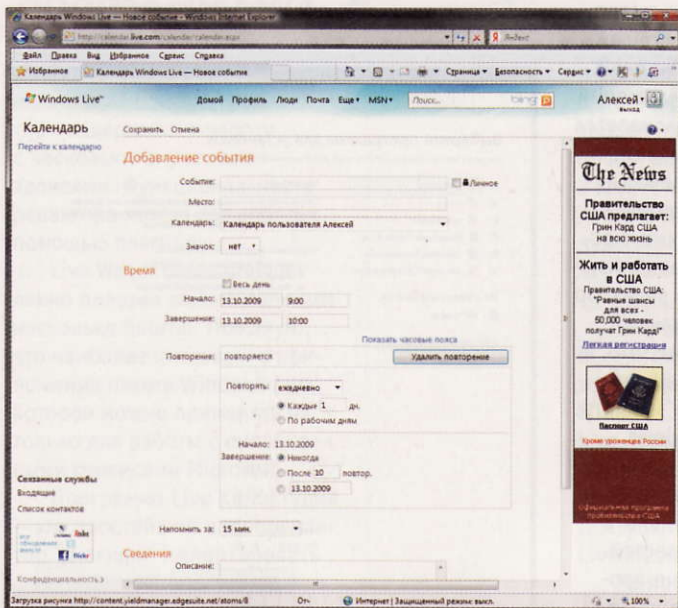 Календарь Windows Live — Новое событие - Windows Internet Explorer
http://calendar.live.com/calendar/calendar.aspx
Яндекс
Файл Правка Вид Избранное Сервис Справка
Избранное Календарь Windows Live — Новое событие Страница Безопасность Сервис
Windows Live™ Домой Профиль Люди Почта Еще MSN Поиск... bing Алексей
выход
Календарь Сохранить Отмена
Перейти к календарю
Добавление события
Событие: Личное
Место:
Календарь: Календарь пользователя Алексей
Значок: нет
Время
Весь день
Начало: 13.10.2009 9:00
Завершение: 13.10.2009 10:00
Показать часовые пояса
Повторение: повторяется Удалить повторение
Повторять: ежедневно
Каждые 1 дн.
По рабочим дням
Начало: 13.10.2009
Завершение: Никогда
После 10 повтор.
13.10.2009
Напомнить за: 15 мин.
Сведения
Описание:
Связанные службы
Входящие
Список контактов
flickr
Конфиденциальность
The News
Правительство
США предлагает:
Грин Кард США
на всю жизнь
Жить и работать
в США
Правительство США:
"Равные шансы
для всех -
50,000 человек
получат Грин Кард!"
Легкая регистрация
Паспорт США
Кроме уроженцев России
Официальная программа
правительства США
Загрузка рисунка http://content.yieldmanager.edgesuite.net/atoms/8
Интернет | Защищенный режим: выкл.
100%